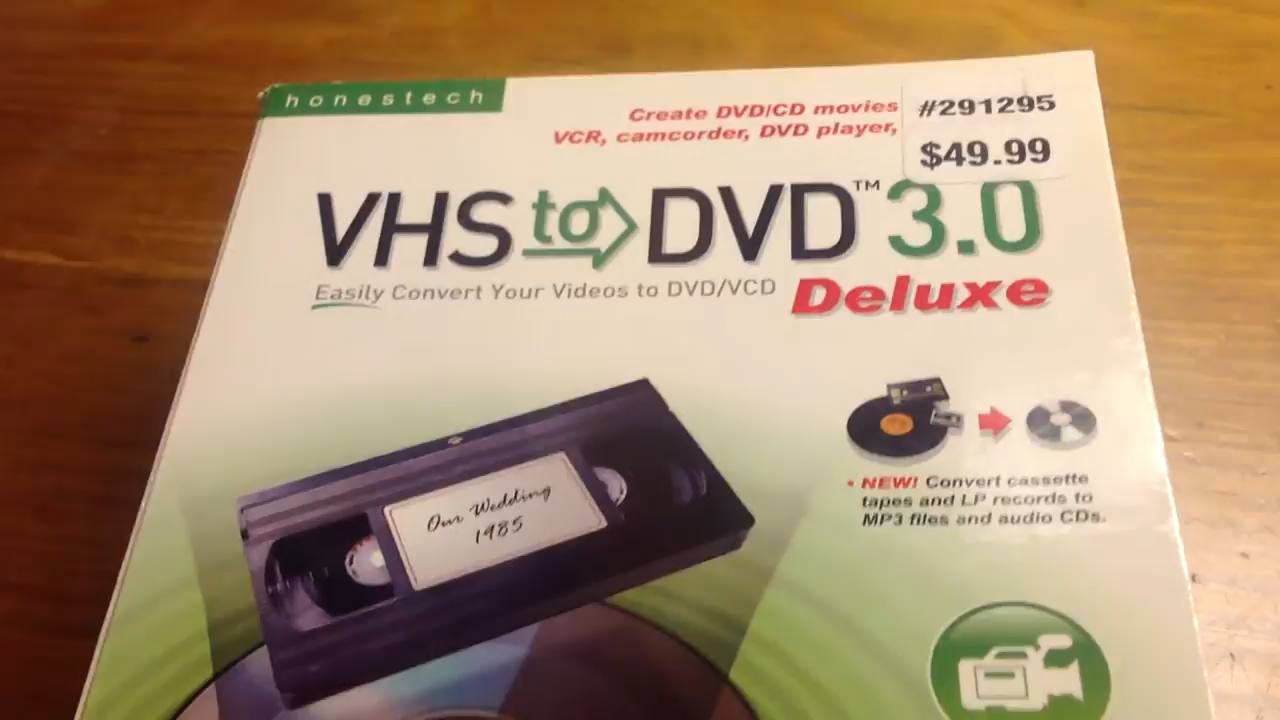 honestech
Create DVD/CD movies
VCR, camcorder, DVD player,
#291295
$49.99
VHS to DVD™ 3.0
Easily Convert Your Videos to DVD/VCD
Deluxe
Our Wedding
1985
• NEW! Convert cassette
tapes and LP records to
MP3 files and audio CDs.